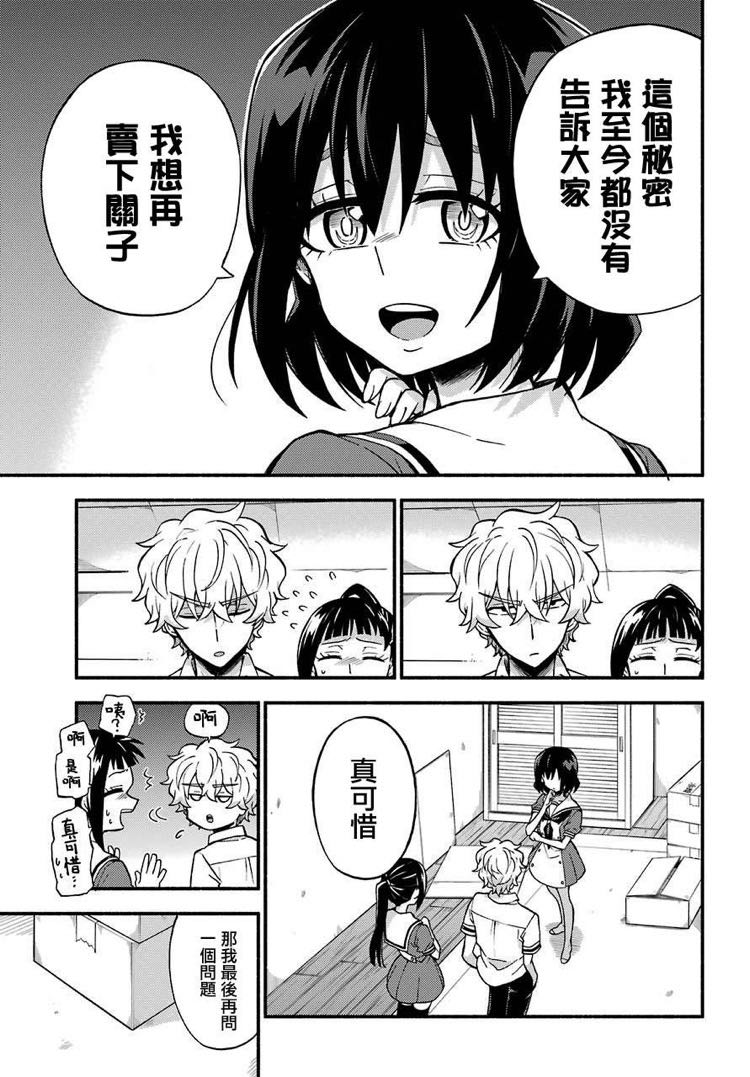 這個秘密
我至今都沒有
告訴大家
我想再
賣下關子
真可惜
啊
咦？
啊
是啊
真可惜…
那我最後再問
一個問題